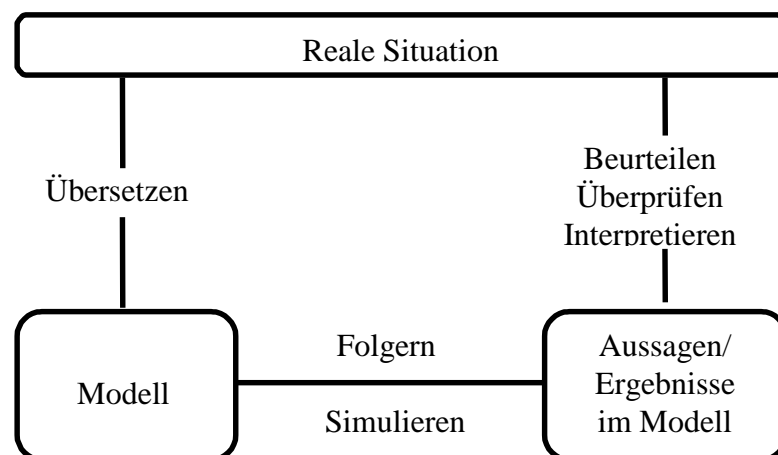 Reale Situation
Übersetzen
Beurteilen
Überprüfen
Interpretieren
Modell
Folgern
Simulieren
Aussagen/
Ergebnisse
im Modell